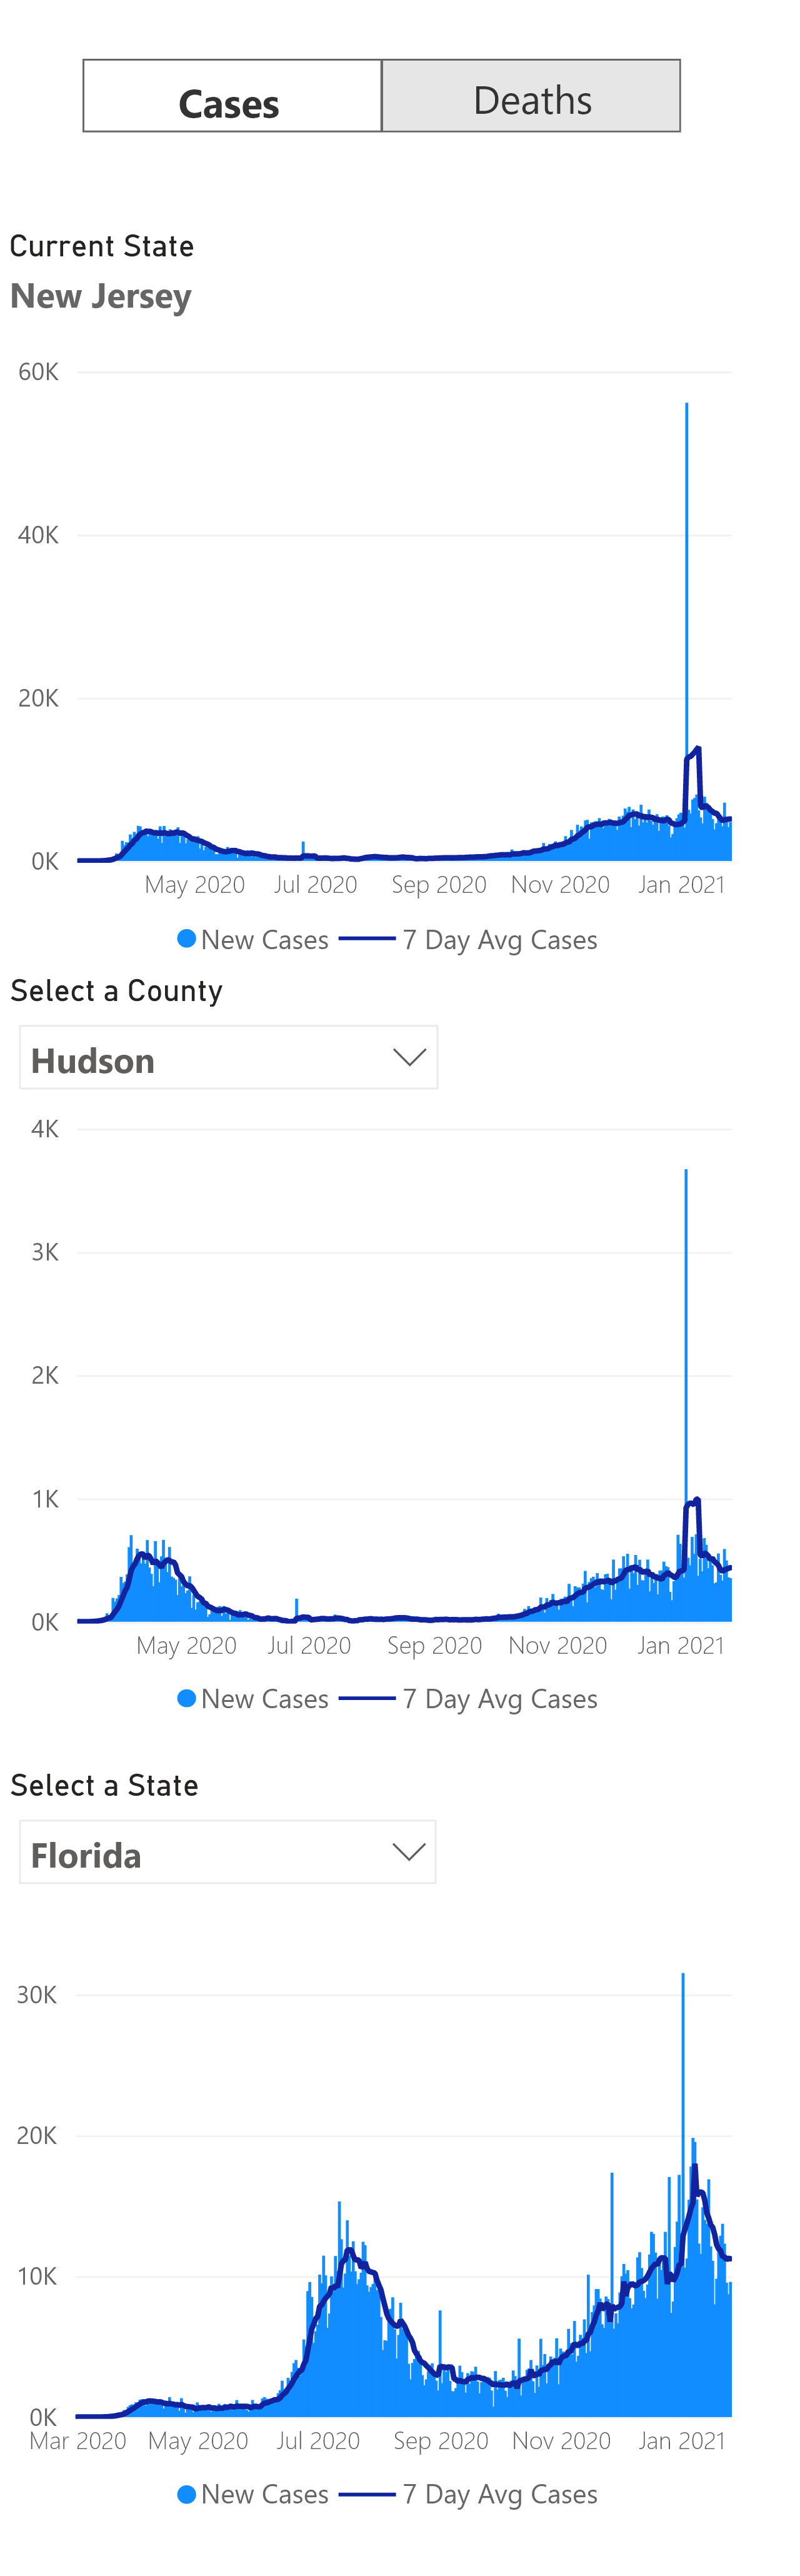 Cases Deaths
Current State
New Jersey
60K
40K
20K
0K
May 2020 Jul 2020 Sep 2020 Nov 2020 Jan 2021
New Cases 7 Day Avg Cases
Select a County
Hudson
4K
3K
2K
1K
0K
May 2020 Jul 2020 Sep 2020 Nov 2020 Jan 2021
New Cases 7 Day Avg Cases
Select a State
Florida
30K
20K
10K
0K
Mar 2020 May 2020 Jul 2020 Sep 2020 Nov 2020 Jan 2021
New Cases 7 Day Avg Cases